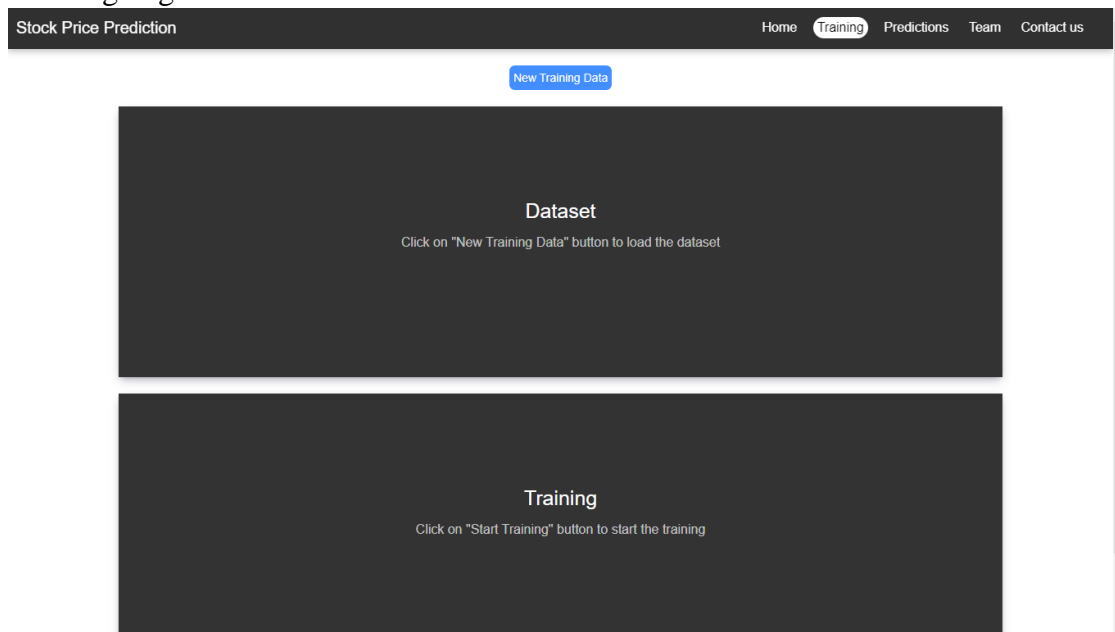 Stock Price Prediction
Home Training Predictions Team Contact us
New Training Data
Dataset
Click on "New Training Data" button to load the dataset
Training
Click on "Start Training" button to start the training